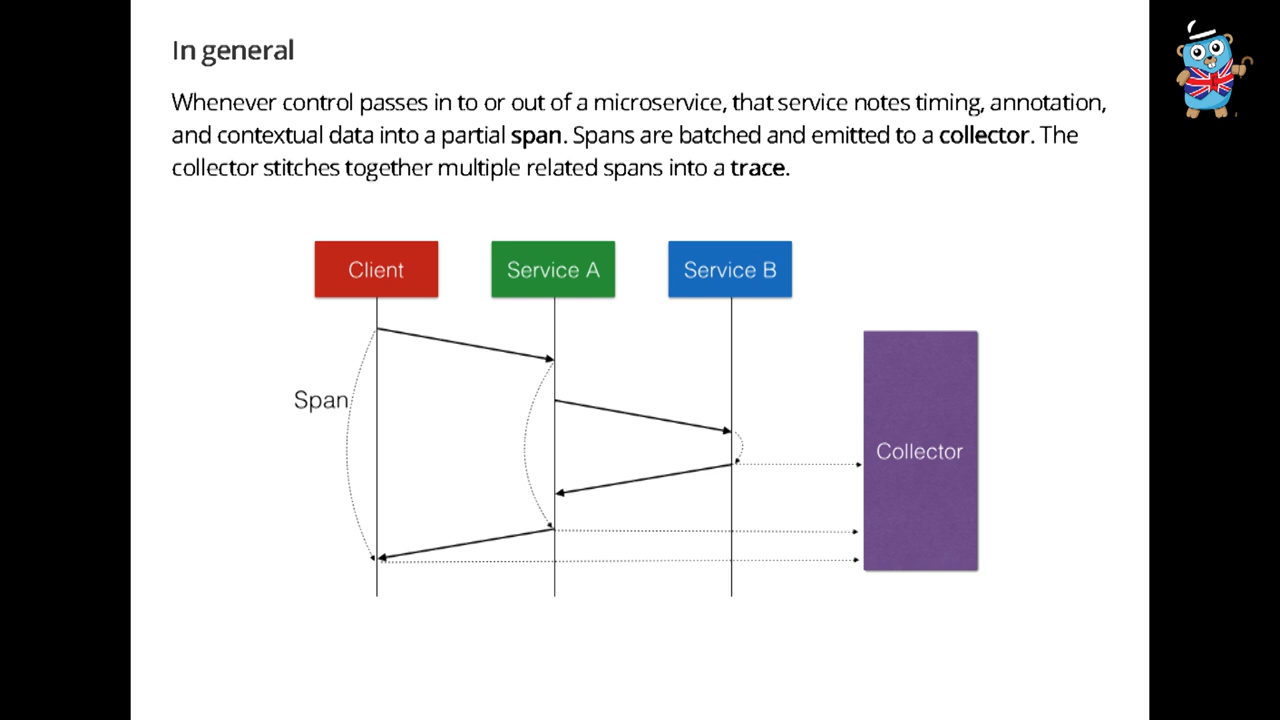 In general
Whenever control passes in to or out of a microservice, that service notes timing, annotation,
and contextual data into a partial span. Spans are batched and emitted to a collector. The
collector stitches together multiple related spans into a trace.
Client
Service A
Service B
Span
Collector